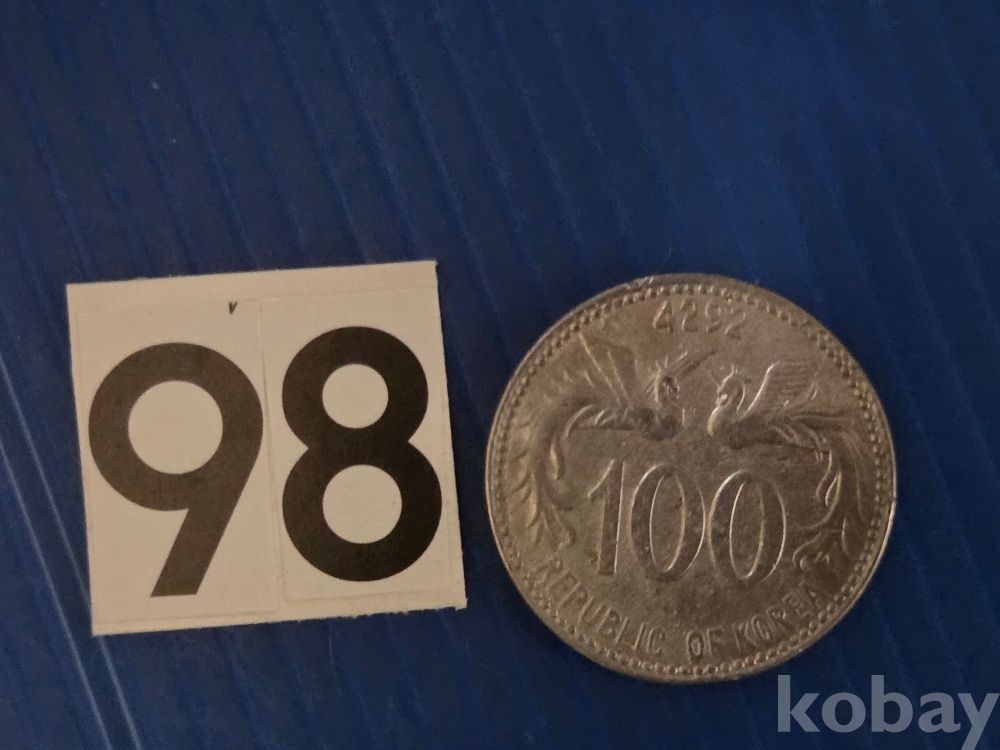 98
4292
100
REPUBLIC OF KOREA
kobay